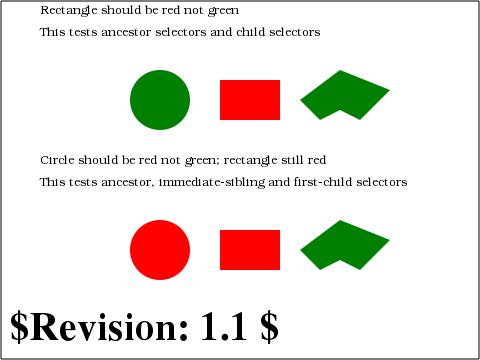 Rectangle should be red not green
This tests ancestor selectors and child selectors
Circle should be red not green; rectangle still red
This tests ancestor, immediate-sibling and first-child selectors
$Revision: 1.1 $